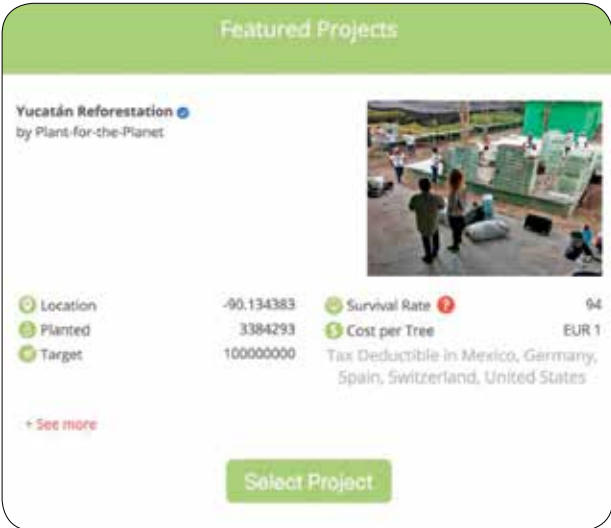 Featured Projects
Yucatán Reforestation
by Plant-for-the-Planet
Location -90.134383
Planted 3384293
Target 100000000
Survival Rate ? 94
Cost per Tree EUR 1
Tax Deductible in Mexico, Germany,
Spain, Switzerland, United States
+ See more
Select Project